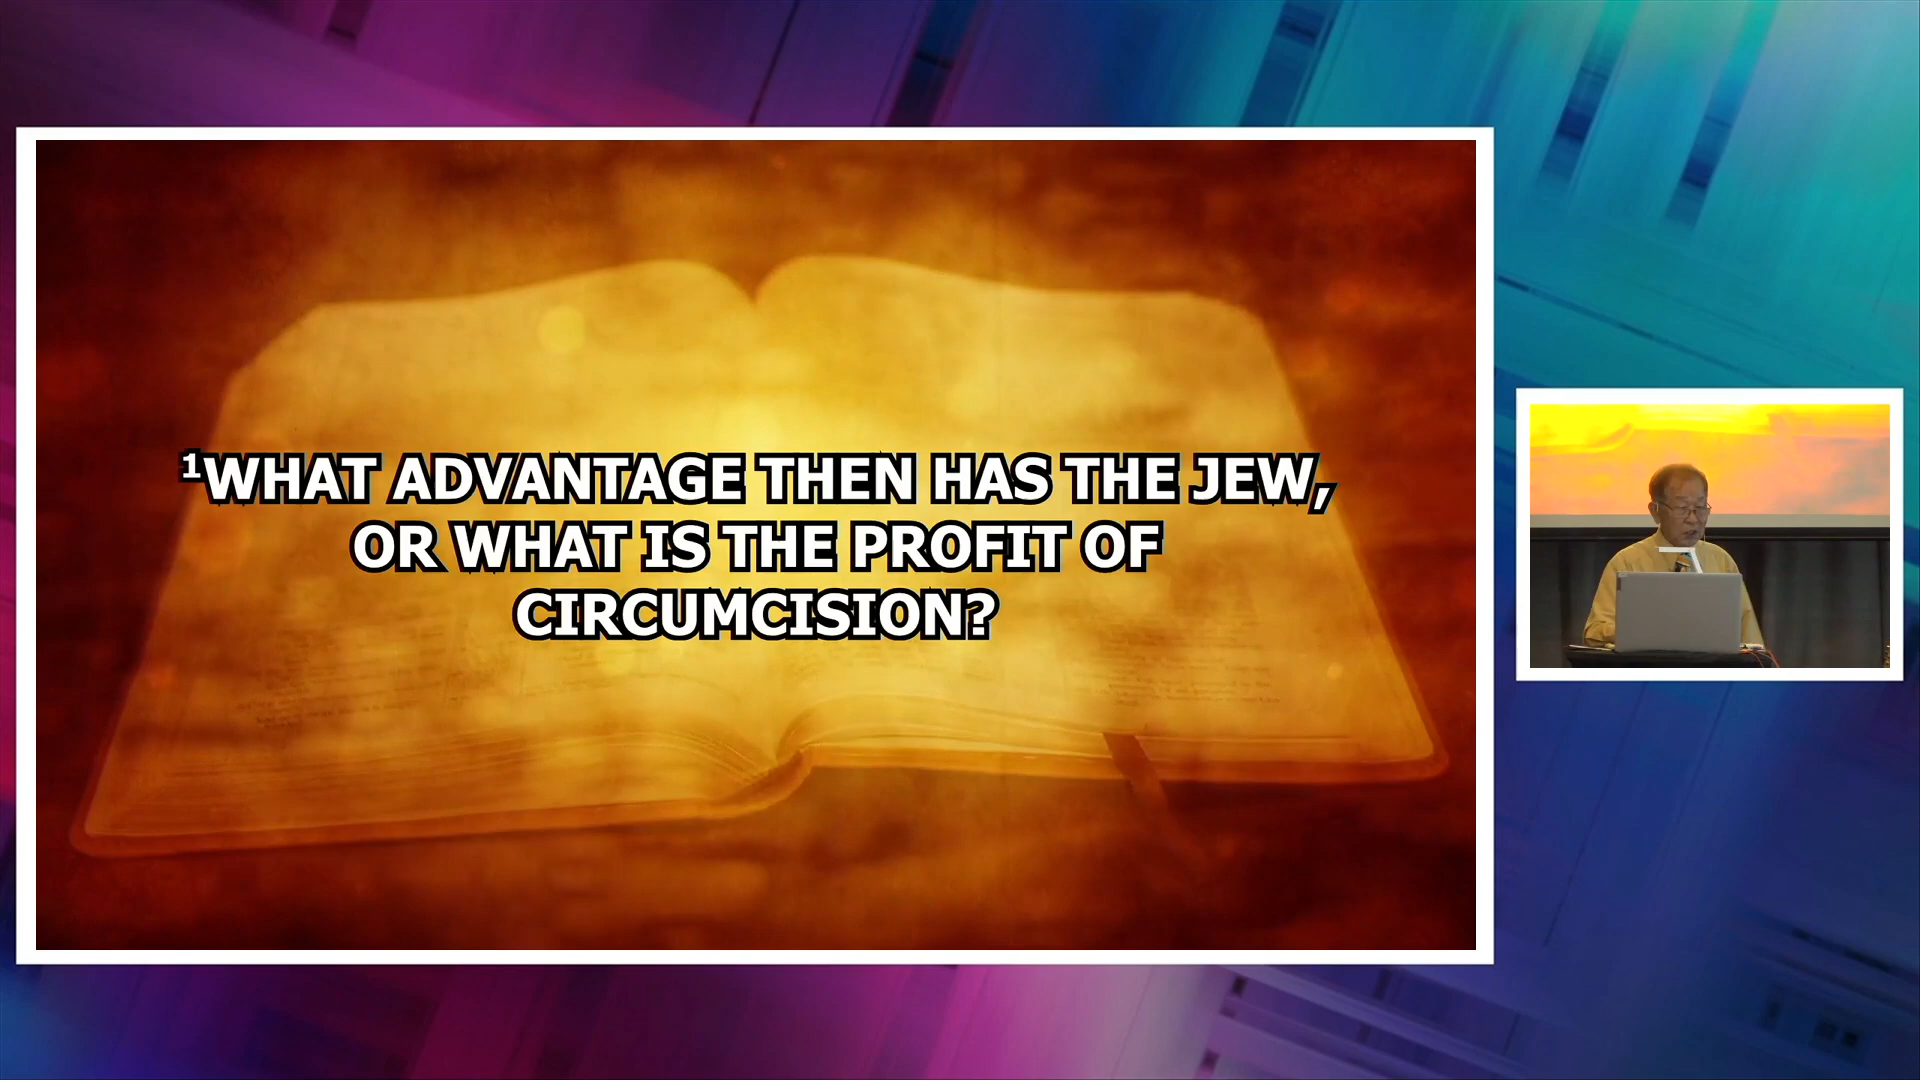 ¹WHAT ADVANTAGE THEN HAS THE JEW,
OR WHAT IS THE PROFIT OF
CIRCUMCISION?